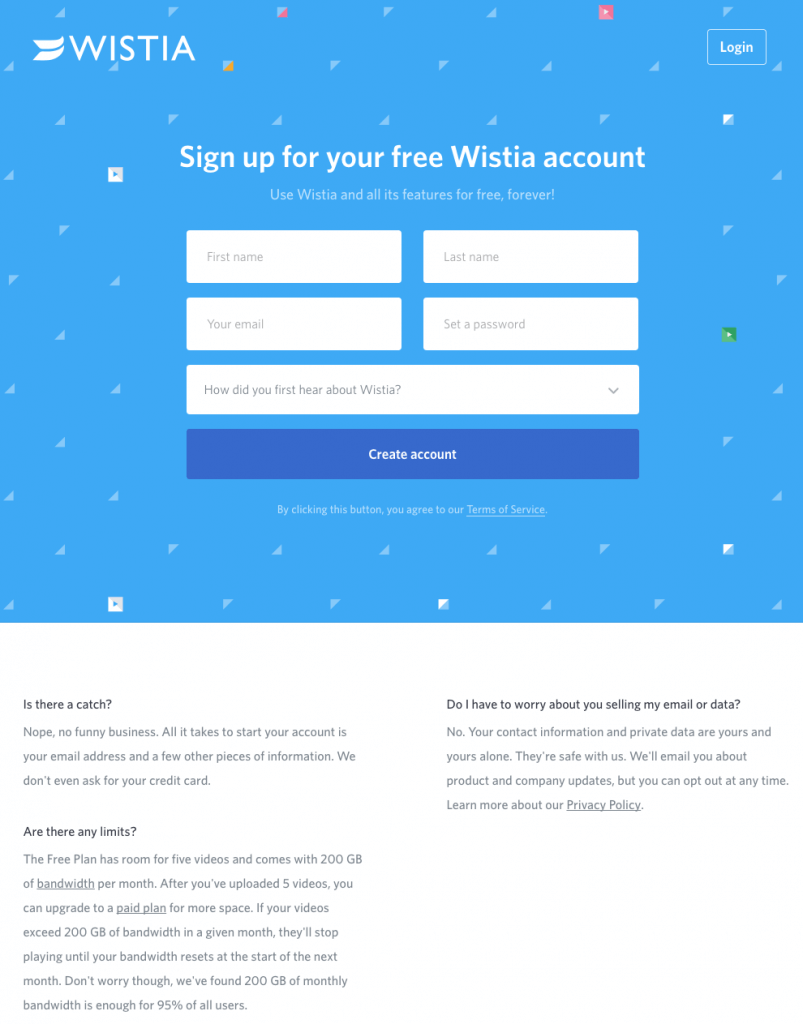 WISTIA
Login
Sign up for your free Wistia account
Use Wistia and all its features for free, forever!
First name
Last name
Your email
Set a password
How did you first hear about Wistia?
Create account
By clicking this button, you agree to our Terms of Service.
Is there a catch?
Nope, no funny business. All it takes to start your account is
your email address and a few other pieces of information. We
don't even ask for your credit card.
Are there any limits?
The Free Plan has room for five videos and comes with 200 GB
of bandwidth per month. After you've uploaded 5 videos, you
can upgrade to a paid plan for more space. If your videos
exceed 200 GB of bandwidth in a given month, they'll stop
playing until your bandwidth resets at the start of the next
month. Don't worry though, we've found 200 GB of monthly
bandwidth is enough for 95% of all users.
Do I have to worry about you selling my email or data?
No. Your contact information and private data are yours and
yours alone. They're safe with us. We'll email you about
product and company updates, but you can opt out at any time.
Learn more about our Privacy Policy.